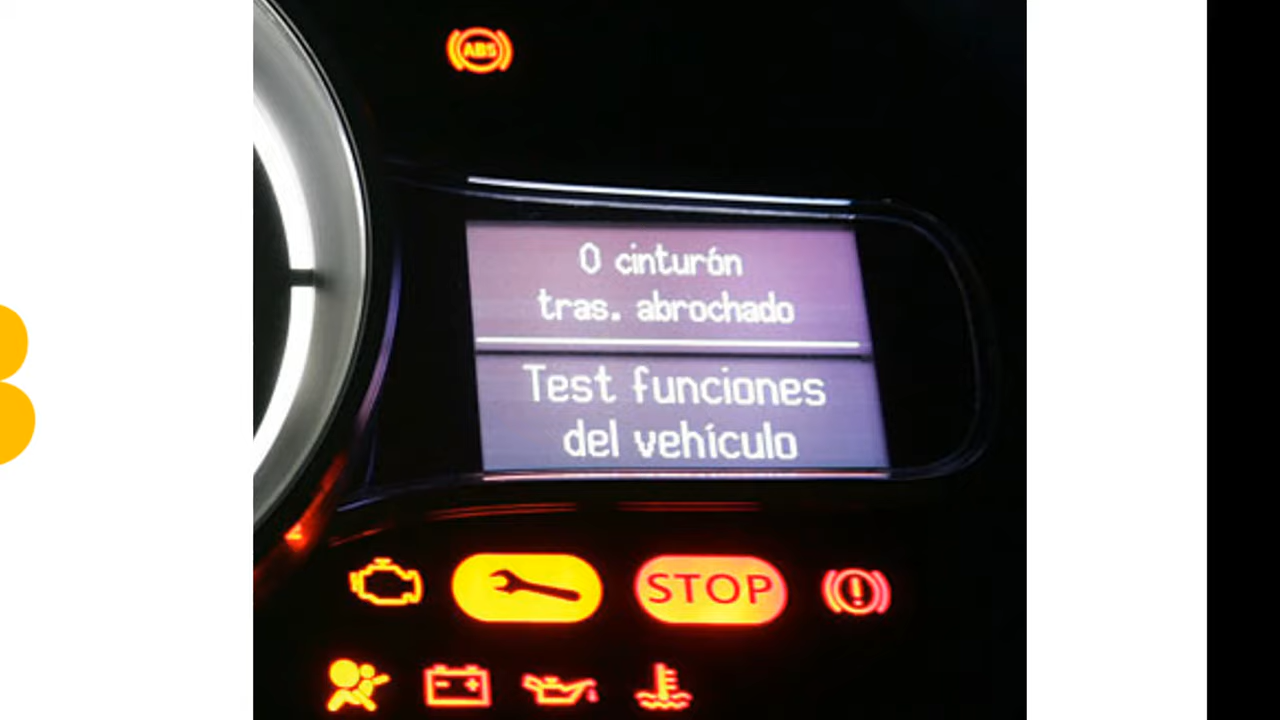 ABS
0 cinturón
tras. abrochado
Test funciones
del vehículo
STOP